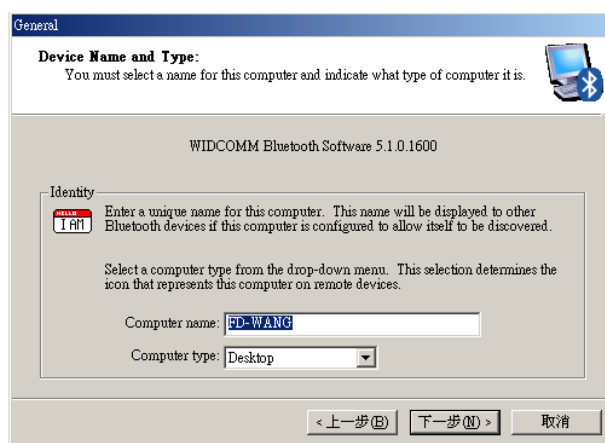 General
Device Name and Type:
You must select a name for this computer and indicate what type of computer it is.
WIDCOMM Bluetooth Software 5.1.0.1600
Identity
HELLO
I AM
Enter a unique name for this computer. This name will be displayed to other
Bluetooth devices if this computer is configured to allow itself to be discovered.
Select a computer type from the drop-down menu. This selection determines the
icon that represents this computer on remote devices.
Computer name: FD-WANG
Computer type: Desktop
<上一步(B) 下一步(N)> 取消